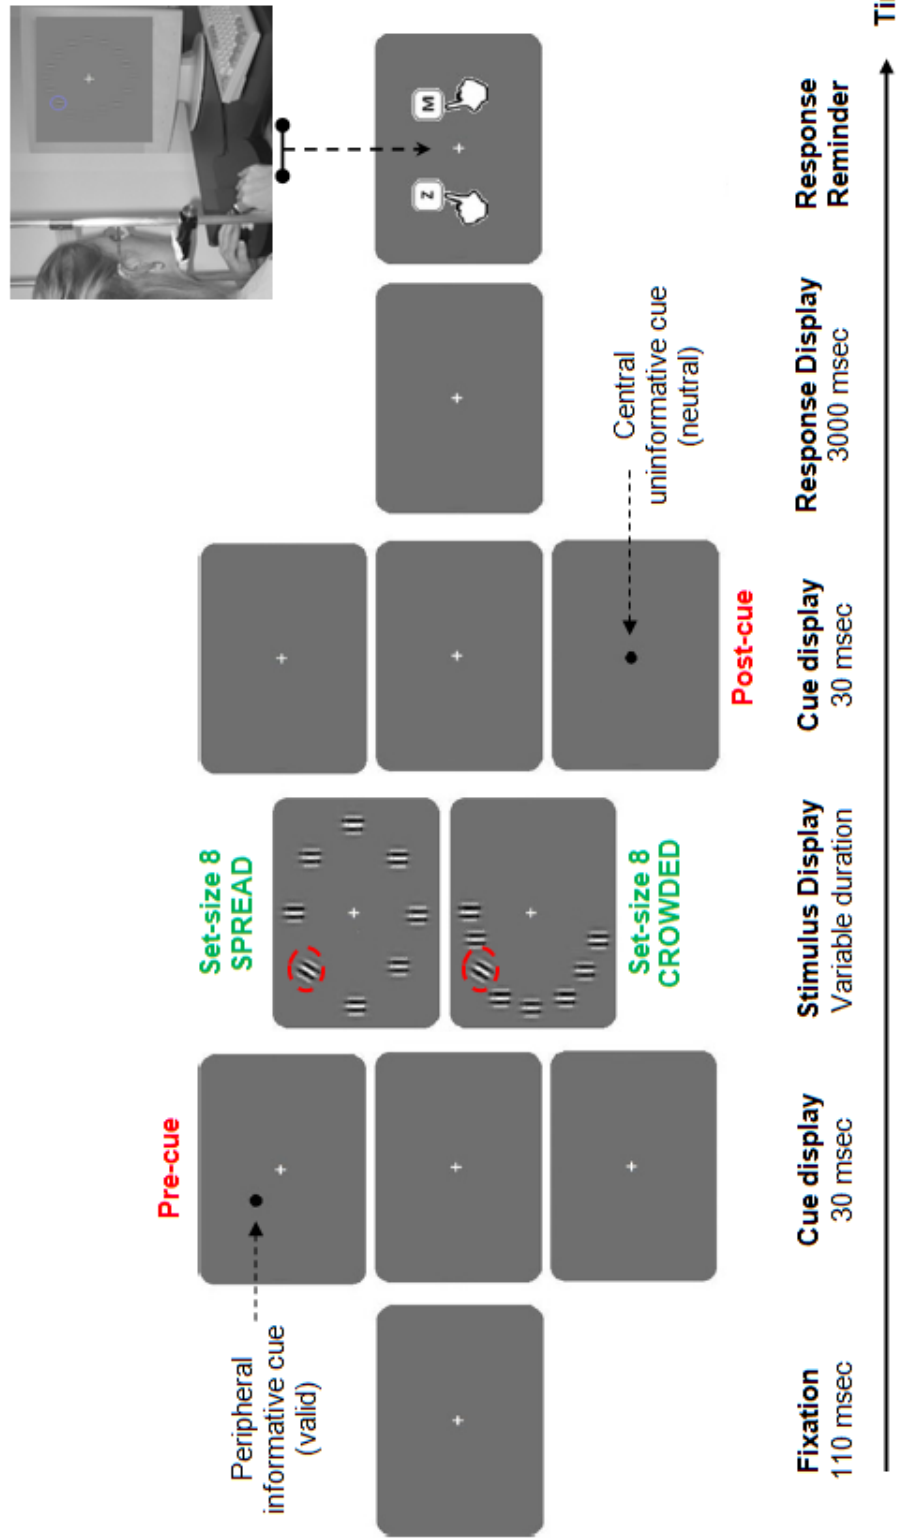 Pre-cue
Peripheral
informative cue
(valid)
Set-size 8
SPREAD
Set-size 8
CROWDED
Post-cue
Central
uninformative cue
(neutral)
Z
M
Fixation
110 msec
Cue display
30 msec
Stimulus Display
Variable duration
Cue display
30 msec
Response Display
3000 msec
Response
Reminder